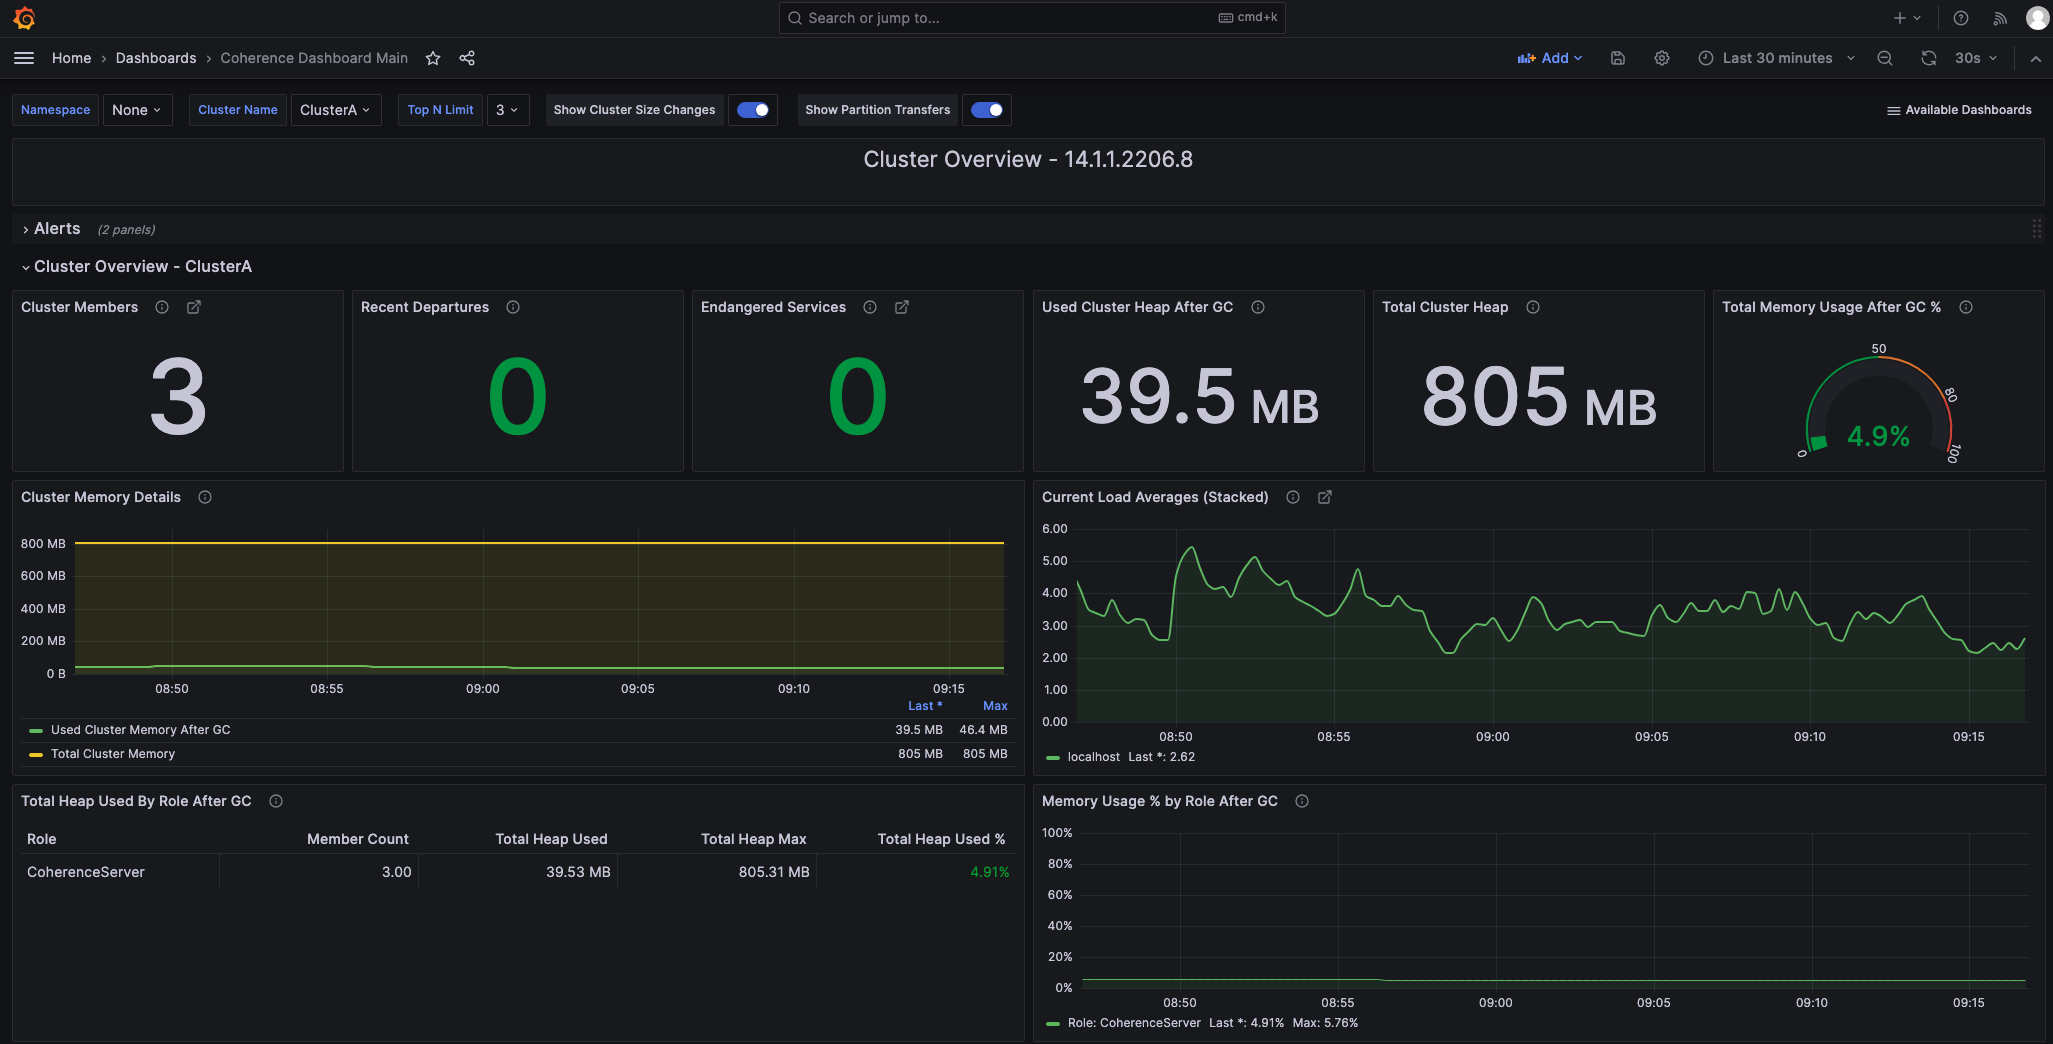 Search or jump to... cmd+k
Home › Dashboards › Coherence Dashboard Main Add Last 30 minutes 30s
Namespace None Cluster Name ClusterA Top N Limit 3 Show Cluster Size Changes Show Partition Transfers Available Dashboards
Cluster Overview - 14.1.1.2206.8
Alerts (2 panels)
Cluster Overview - ClusterA
Cluster Members
3
Recent Departures
0
Endangered Services
0
Used Cluster Heap After GC
39.5 MB
Total Cluster Heap
805 MB
Total Memory Usage After GC %
50
80
4.9%
0
100
Cluster Memory Details
800 MB
600 MB
400 MB
200 MB
0 B
08:50 08:55 09:00 09:05 09:10 09:15
Last * Max
Used Cluster Memory After GC 39.5 MB 46.4 MB
Total Cluster Memory 805 MB 805 MB
Current Load Averages (Stacked)
6.00
5.00
4.00
3.00
2.00
1.00
0.00
08:50 08:55 09:00 09:05 09:10 09:15
localhost Last *: 2.62
Total Heap Used By Role After GC
Role Member Count Total Heap Used Total Heap Max Total Heap Used %
CoherenceServer 3.00 39.53 MB 805.31 MB 4.91%
Memory Usage % by Role After GC
100%
80%
60%
40%
20%
0%
08:50 08:55 09:00 09:05 09:10 09:15
Role: CoherenceServer Last *: 4.91% Max: 5.76%